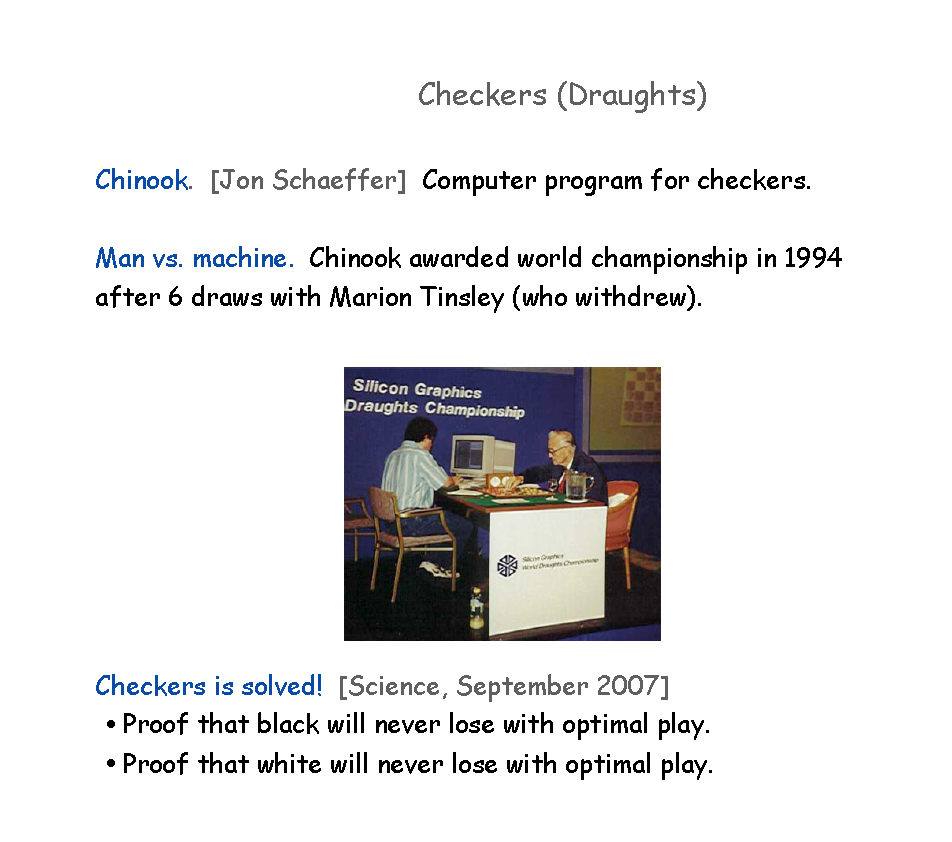 Checkers (Draughts)
Chinook. [Jon Schaeffer] Computer program for checkers.
Man vs. machine. Chinook awarded world championship in 1994
after 6 draws with Marion Tinsley (who withdrew).
Silicon Graphics
Draughts Championship
Silicon Graphics
World Draughts Championship
Checkers is solved! [Science, September 2007]
• Proof that black will never lose with optimal play.
• Proof that white will never lose with optimal play.